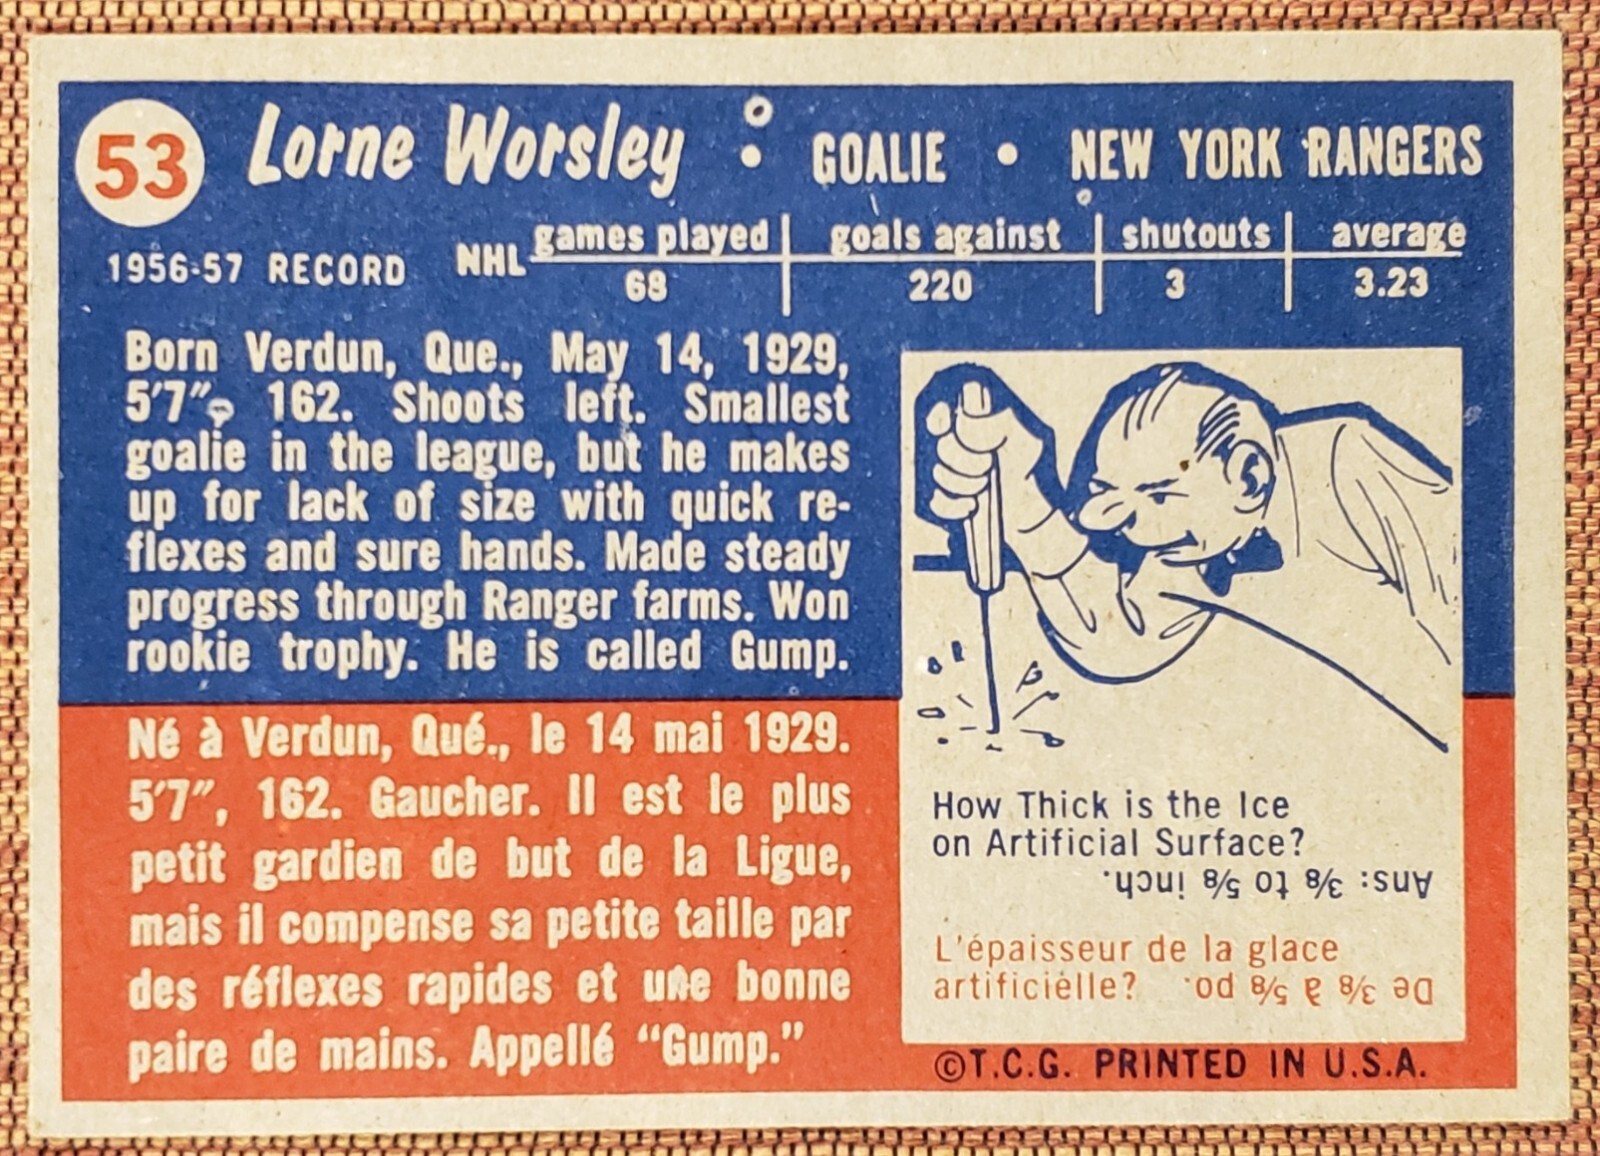 53 Lorne Worsley • GOALIE • NEW YORK RANGERS
1956-57 RECORD NHL games played goals against shutouts average
68 220 3 3.23
Born Verdun, Que., May 14, 1929,
5'7", 162. Shoots left. Smallest
goalie in the league, but he makes
up for lack of size with quick re-
flexes and sure hands. Made steady
progress through Ranger farms. Won
rookie trophy. He is called Gump.
Né à Verdun, Qué., le 14 mai 1929.
5'7", 162. Gaucher. Il est le plus
petit gardien de but de la Ligue,
mais il compense sa petite taille par
des réflexes rapides et une bonne
paire de mains. Appellé "Gump."
How Thick is the Ice
on Artificial Surface?
Ans: 3/8 to 5/8 inch.
L'épaisseur de la glace
artificiélle? De 3/8 à 5/8 po.
©T.C.G. PRINTED IN U.S.A.